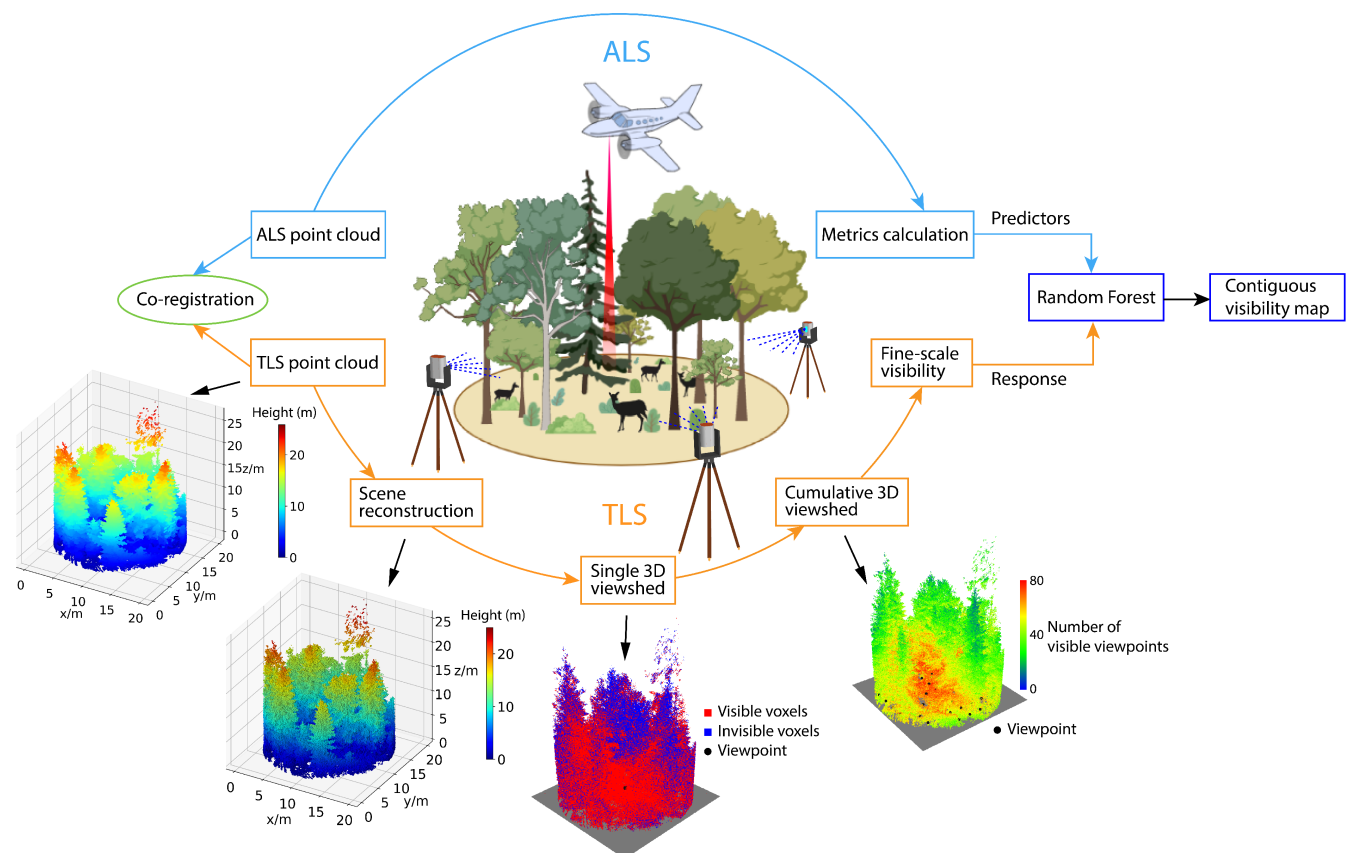 ALS
ALS point cloud
Metrics calculation
Predictors
Co-registration
Random Forest
Contiguous
visibility map
TLS point cloud
Fine-scale
visibility
Response
Height (m)
20
10
0
25
20
15
10
5
0
z/m
0
5
10
15
20
x/m
0
5
10
15
20
y/m
Scene
reconstruction
TLS
Cumulative 3D
viewshed
Single 3D
viewshed
Height (m)
20
10
0
25
20
15
10
5
0
z/m
0
5
10
15
20
x/m
0
5
10
15
20
y/m
Visible voxels
Invisible voxels
Viewpoint
80
40
0
Number of
visible viewpoints
Viewpoint